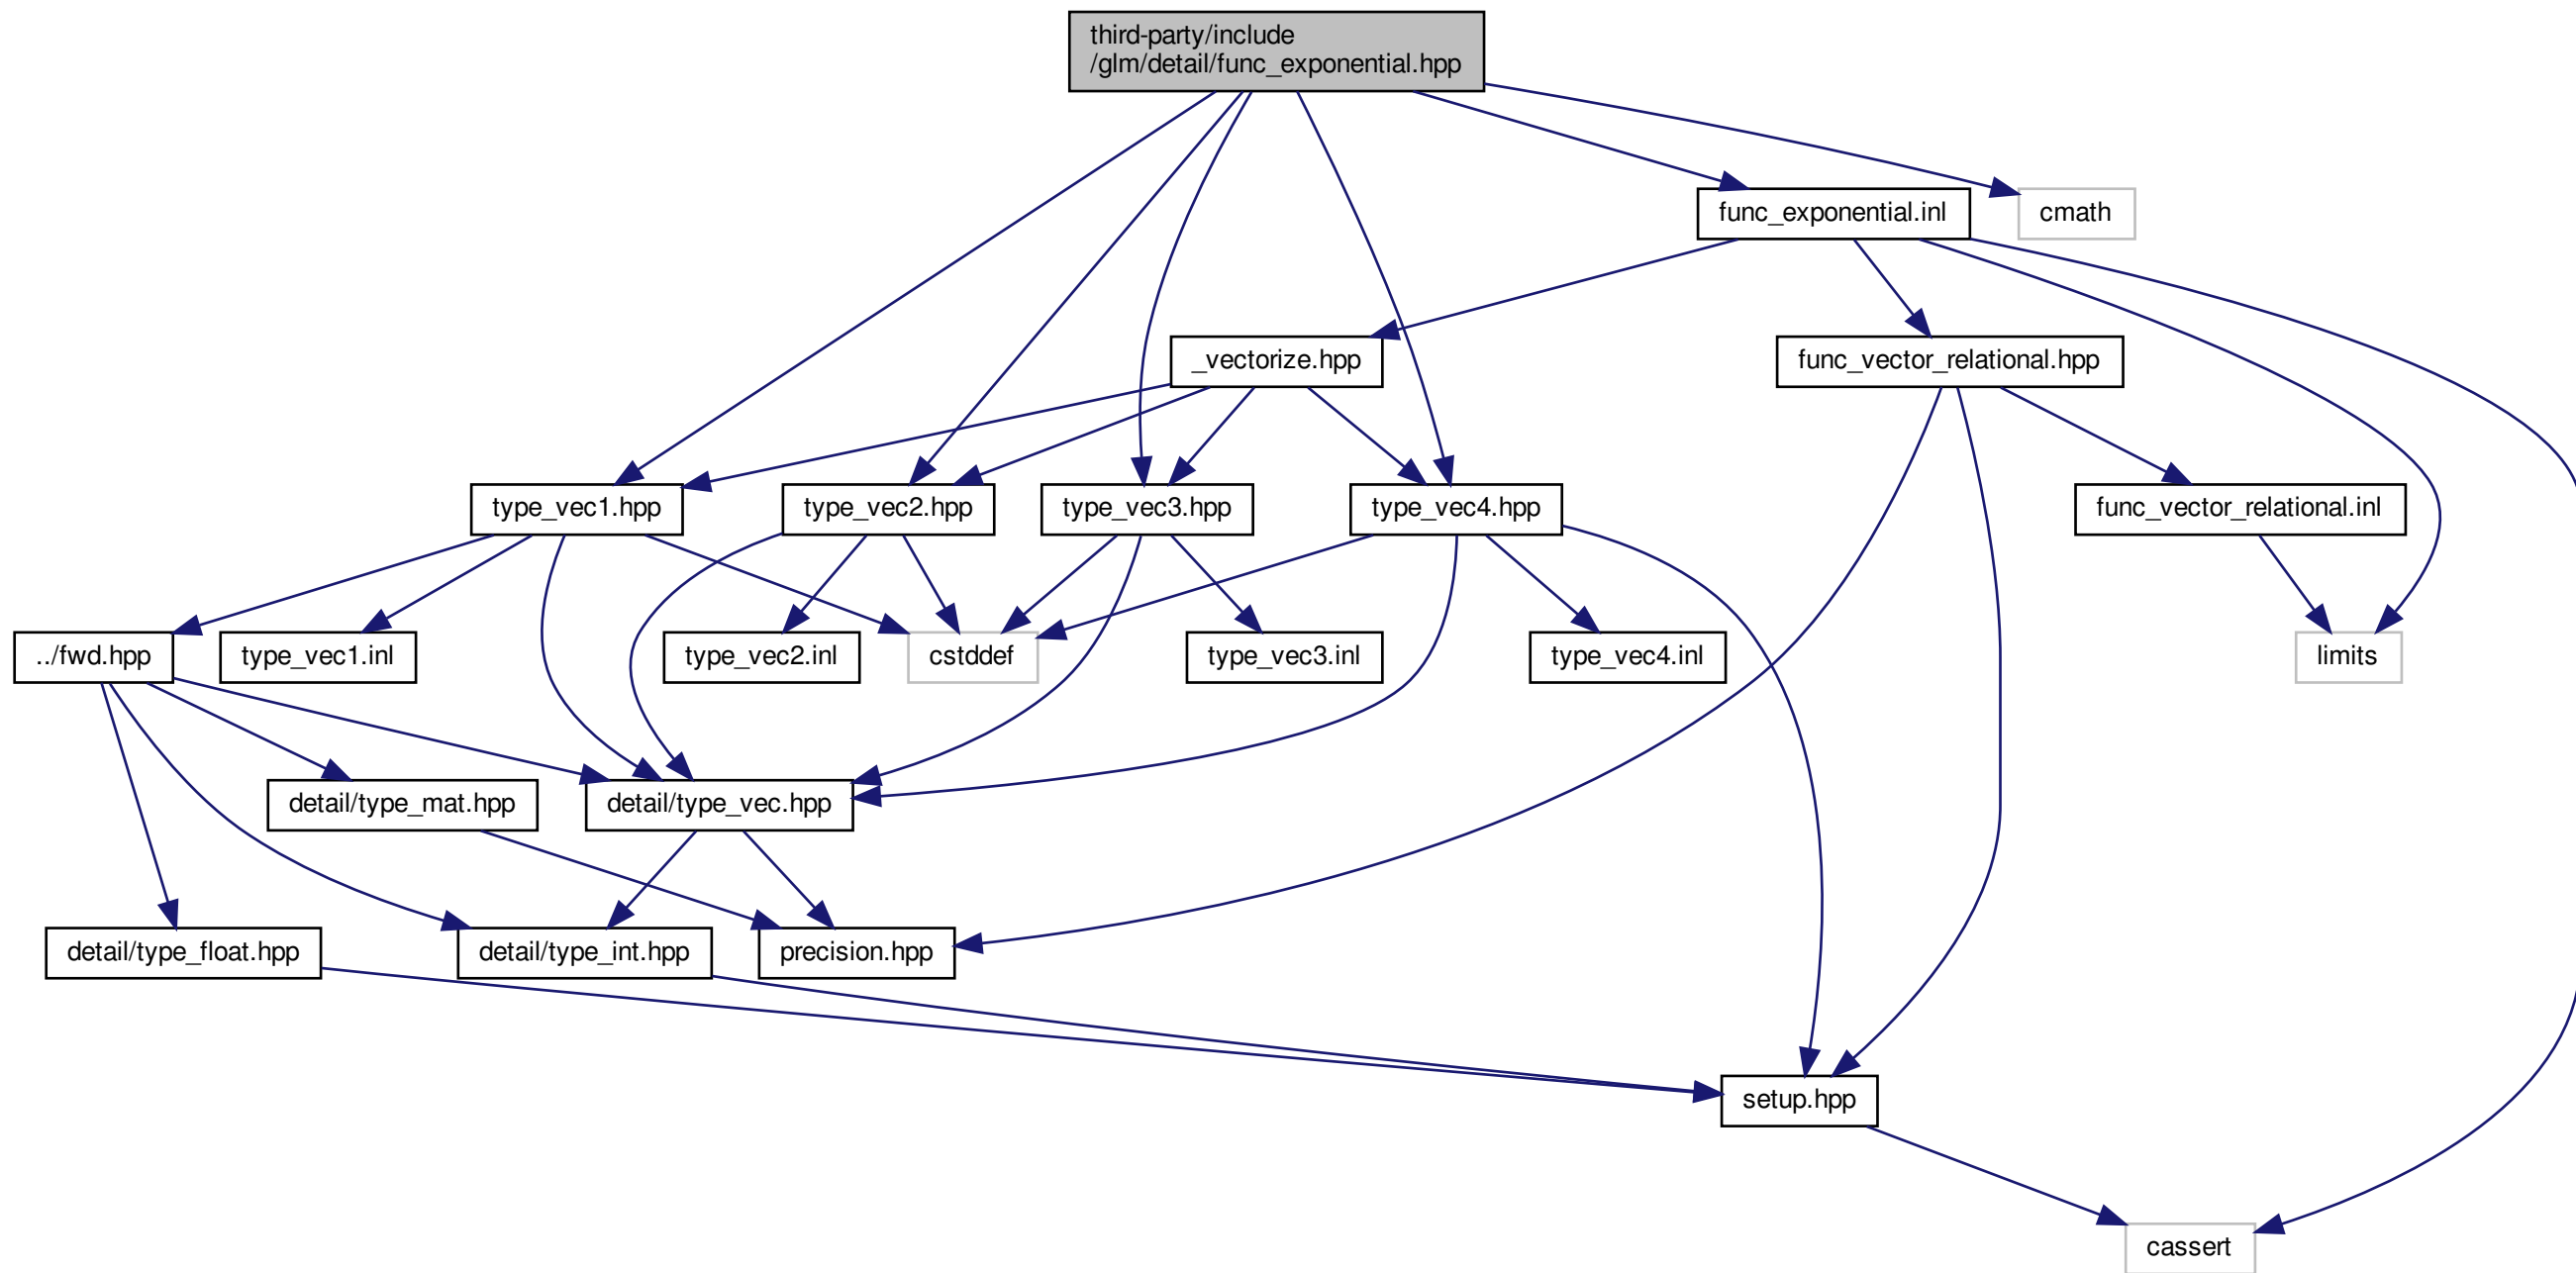 third-party/include
/glm/detail/func_exponential.hpp
func_exponential.inl
cmath
_vectorize.hpp
func_vector_relational.hpp
type_vec1.hpp
type_vec2.hpp
type_vec3.hpp
type_vec4.hpp
func_vector_relational.inl
../fwd.hpp
type_vec1.inl
type_vec2.inl
cstddef
type_vec3.inl
type_vec4.inl
limits
detail/type_mat.hpp
detail/type_vec.hpp
detail/type_float.hpp
detail/type_int.hpp
precision.hpp
setup.hpp
cassert